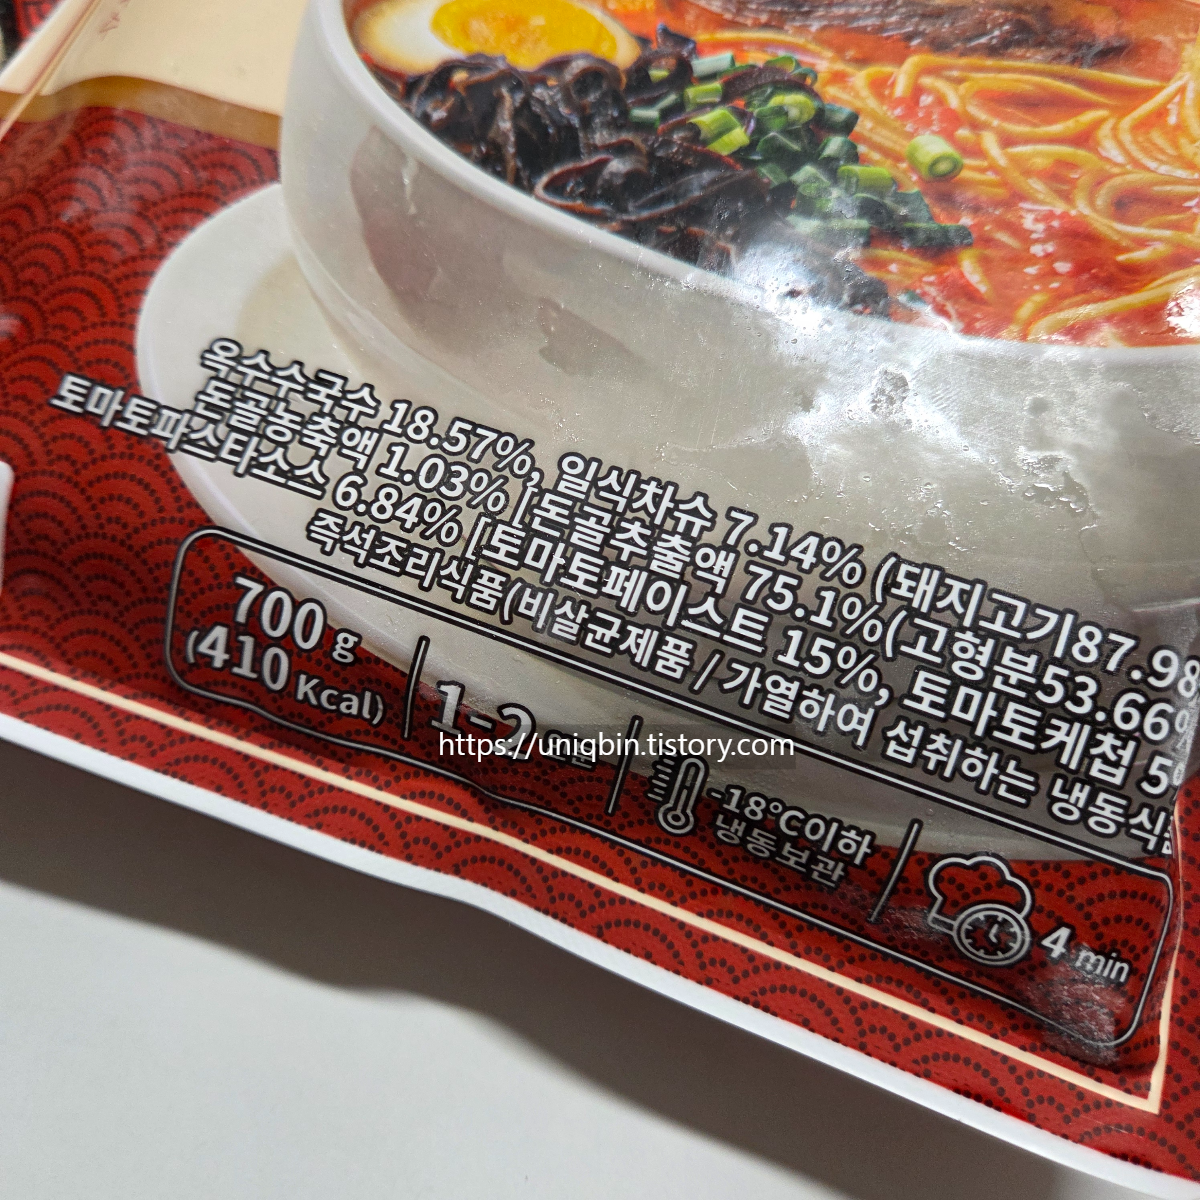 옥수수국수 18.57%, 일식차슈 7.14% (돼지고기87.98
돈골농축액 1.03% [돈골추출액 75.1%(고형분53.66%
토마토파스타소스 6.84% [토마토페이스트 15%, 토마토케첩 5
즉석조리식품(비살균제품 / 가열하여 섭취하는 냉동식품
700 g
(410 Kcal)
1-2
https://uniqbin.tistory.com
-18℃이하
냉동보관
4 min